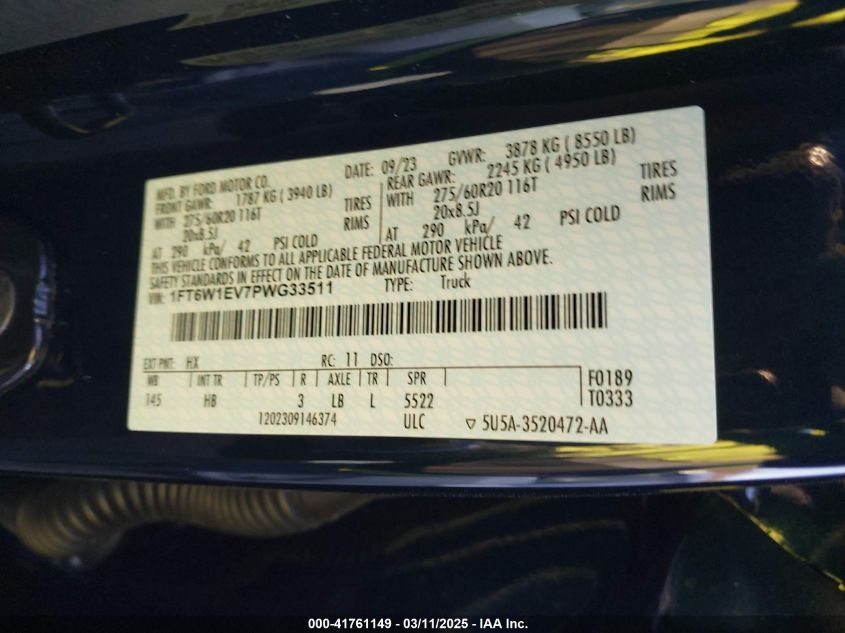 MFD. BY FORD MOTOR CO. DATE: 09/23 GVWR: 3878 KG ( 8550 LB)
FRONT GAWR: 1787 KG ( 3940 LB) REAR GAWR: 2245 KG ( 4950 LB)
WITH 275/60R20 116T TIRES WITH 275/60R20 116T TIRES
20x8.5J RIMS 20x8.5J RIMS
AT 290 kPa/ 42 PSI COLD AT 290 kPa/ 42 PSI COLD
THIS VEHICLE CONFORMS TO ALL APPLICABLE FEDERAL MOTOR VEHICLE
SAFETY STANDARDS IN EFFECT ON THE DATE OF MANUFACTURE SHOWN ABOVE.
VIN: 1FT6W1EV7PWG33511 TYPE: Truck
EXT PNT: HX RC: 11 DSO:
WB INT TR TP/PS R AXLE TR SPR F0189
145 HB 3 LB L 5522 T0333
1202309146374 ULC ▽ 5U5A-3520472-AA
000-41761149 - 03/11/2025 - IAA Inc.